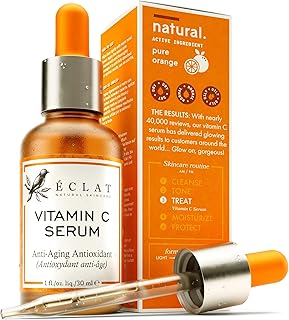 ÉCLAT
NATURAL SKINCARE
VITAMIN C
SERUM
Anti-Aging Antioxidant
(Antioxydant anti-âge)
1 fl./oz. liq./30 ml e
natural.
ACTIVE INGREDIENT
pure
orange
THE RESULTS: With nearly
40,000 reviews, our vitamin C
serum has delivered glowing
results to customers around the
world... Glow on, gorgeous!
Skincare routine
AM / PM
CLEANSE
TONE
TREAT
Vitamin C Serum
MOISTURIZE
PROTECT
LIGHT